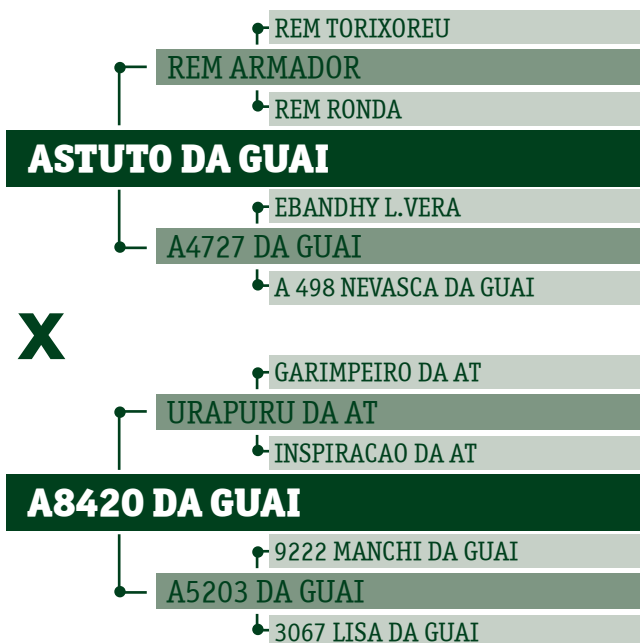 REM TORIXOREU
REM ARMADOR
REM RONDA
ASTUTO DA GUAI
EBANDHY L.VERA
A4727 DA GUAI
A 498 NEVASCA DA GUAI
X
GARIMPEIRO DA AT
URAPURU DA AT
INSPIRACAO DA AT
A8420 DA GUAI
9222 MANCHI DA GUAI
A5203 DA GUAI
3067 LISA DA GUAI